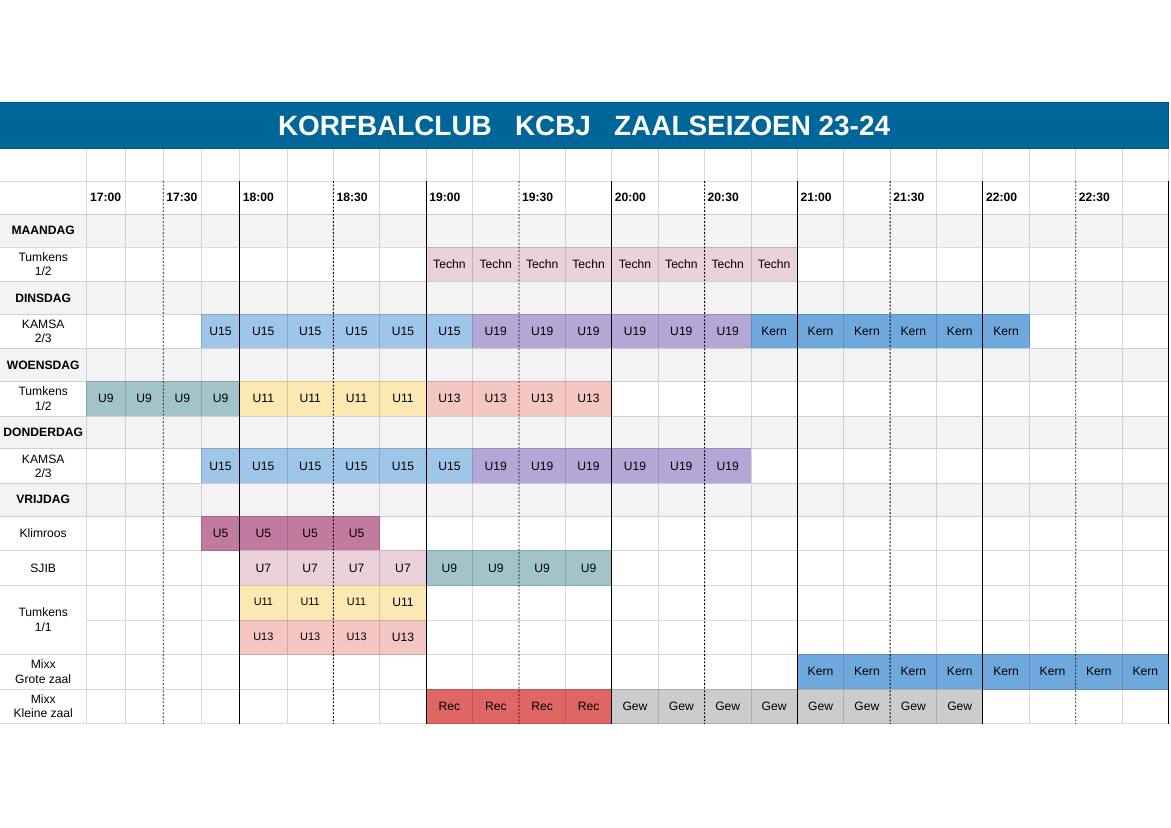 KORFBALCLUB KCBJ ZAALSEIZOEN 23-24
17:00 17:30 18:00 18:30 19:00 19:30 20:00 20:30 21:00 21:30 22:00 22:30
MAANDAG
Tumkens
1/2
Techn Techn Techn Techn Techn Techn Techn Techn
DINSDAG
KAMSA
2/3
U15 U15 U15 U15 U15 U15 U19 U19 U19 U19 U19 U19 Kern Kern Kern Kern Kern Kern
WOENSDAG
Tumkens
1/2
U9 U9 U9 U9 U11 U11 U11 U11 U13 U13 U13 U13
DONDERDAG
KAMSA
2/3
U15 U15 U15 U15 U15 U15 U19 U19 U19 U19 U19 U19
VRIJDAG
Klimroos U5 U5 U5 U5
SJIB U7 U7 U7 U7 U9 U9 U9 U9
Tumkens
1/1
U11 U11 U11 U11
U13 U13 U13 U13
Mixx
Grote zaal
Kern Kern Kern Kern Kern Kern Kern Kern
Mixx
Kleine zaal
Rec Rec Rec Rec Gew Gew Gew Gew Gew Gew Gew Gew